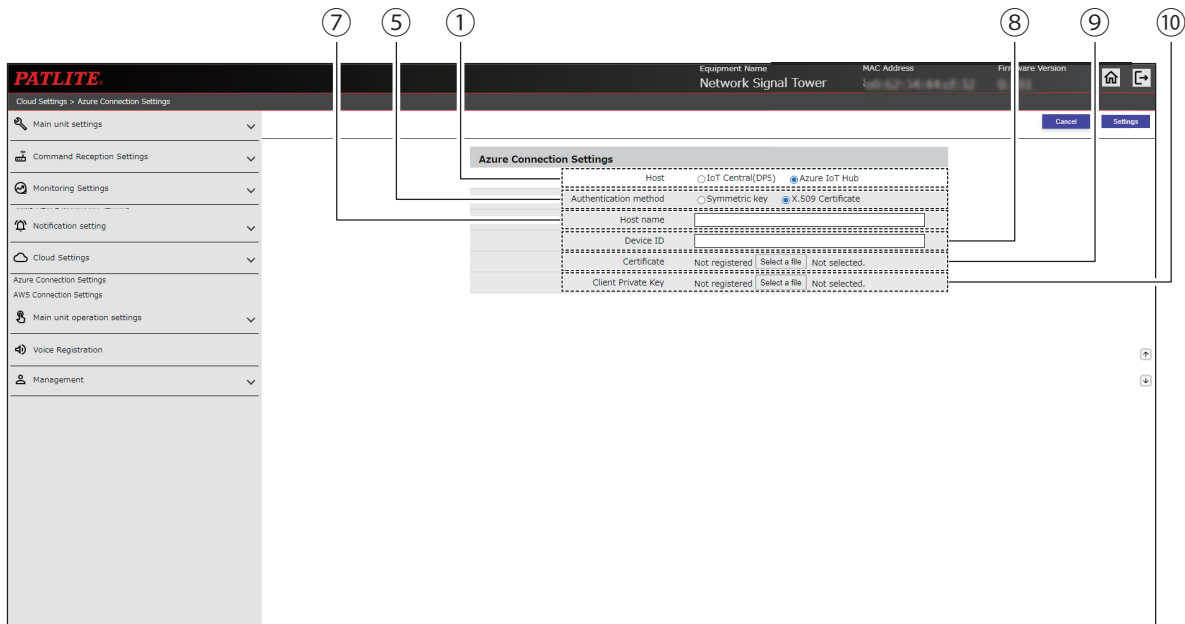 ⑦ ⑤ ① ⑧ ⑨ ⑩
PATLITE®
Equipment Name
Network Signal Tower
MAC Address
Firmware Version
Cloud Settings > Azure Connection Settings
Cancel Settings
Main unit settings
Command Reception Settings
Monitoring Settings
Notification setting
Cloud Settings
Azure Connection Settings
AWS Connection Settings
Main unit operation settings
Voice Registration
Management
Azure Connection Settings
Host IoT Central(DPS) Azure IoT Hub
Authentication method Symmetric key X.509 Certificate
Host name
Device ID
Certificate Not registered Select a file Not selected.
Client Private Key Not registered Select a file Not selected.